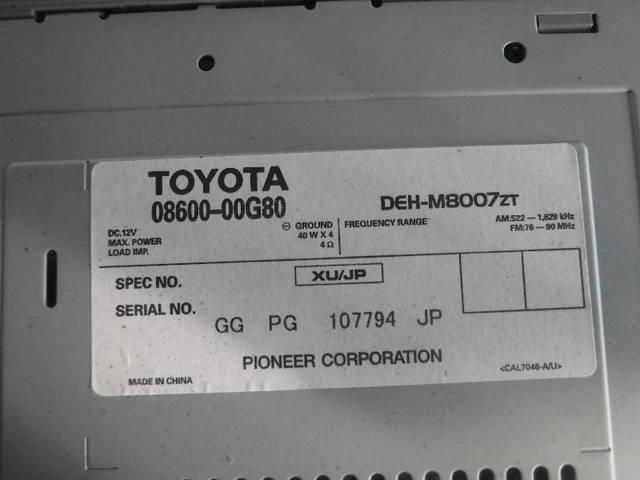 TOYOTA
08600-00G80
DEH-M8007ZT
DC.12V ⊖ GROUND
MAX. POWER 40 W X 4
LOAD IMP. 4 Ω
FREQUENCY RANGE AM:522 — 1,629 kHz
FM:76 — 90 MHz
SPEC NO. XU/JP
SERIAL NO. GG PG 107794 JP
PIONEER CORPORATION
MADE IN CHINA <CAL7046-A/U>